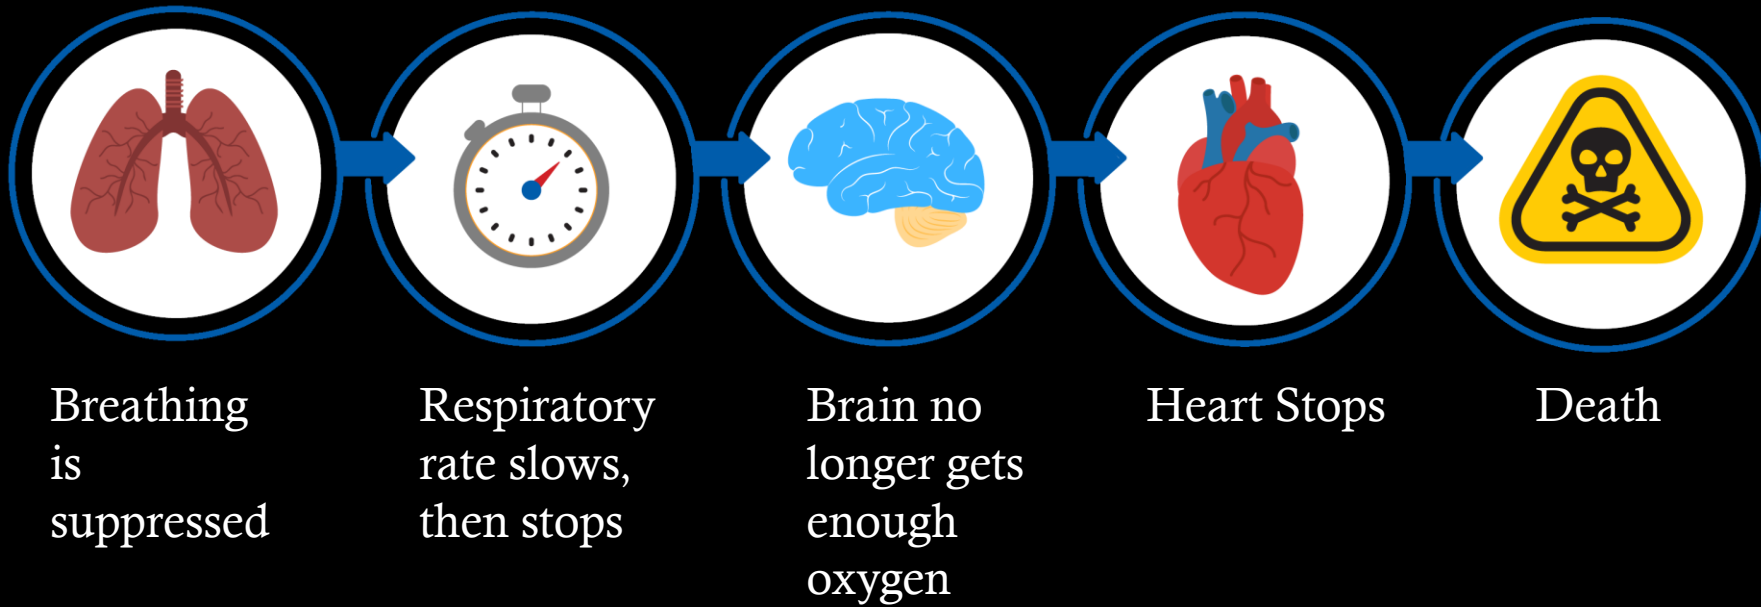 Breathing
is
suppressed
Respiratory
rate slows,
then stops
Brain no
longer gets
enough
oxygen
Heart Stops
Death